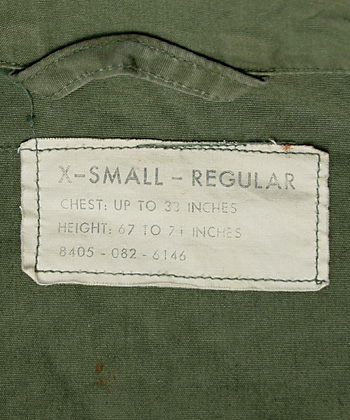 X-SMALL - REGULAR
CHEST: UP TO 33 INCHES
HEIGHT: 67 TO 71 INCHES
8405 - 082 - 6146